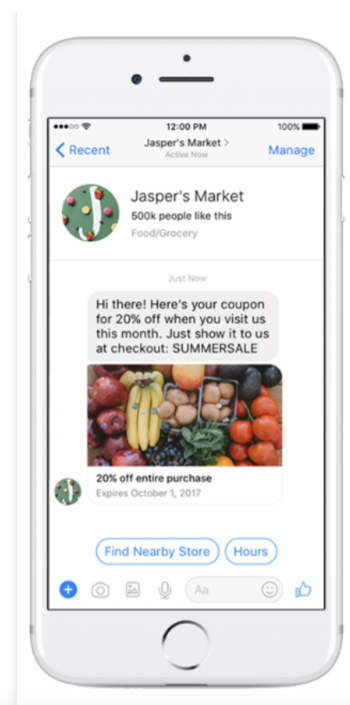 12:00 PM
100%
Recent
Jasper's Market >
Active Now
Manage
Jasper's Market
500k people like this
Food/Grocery
Just Now
Hi there! Here's your coupon
for 20% off when you visit us
this month. Just show it to us
at checkout: SUMMERSALE
20% off entire purchase
Expires October 1, 2017
Find Nearby Store
Hours
Aa